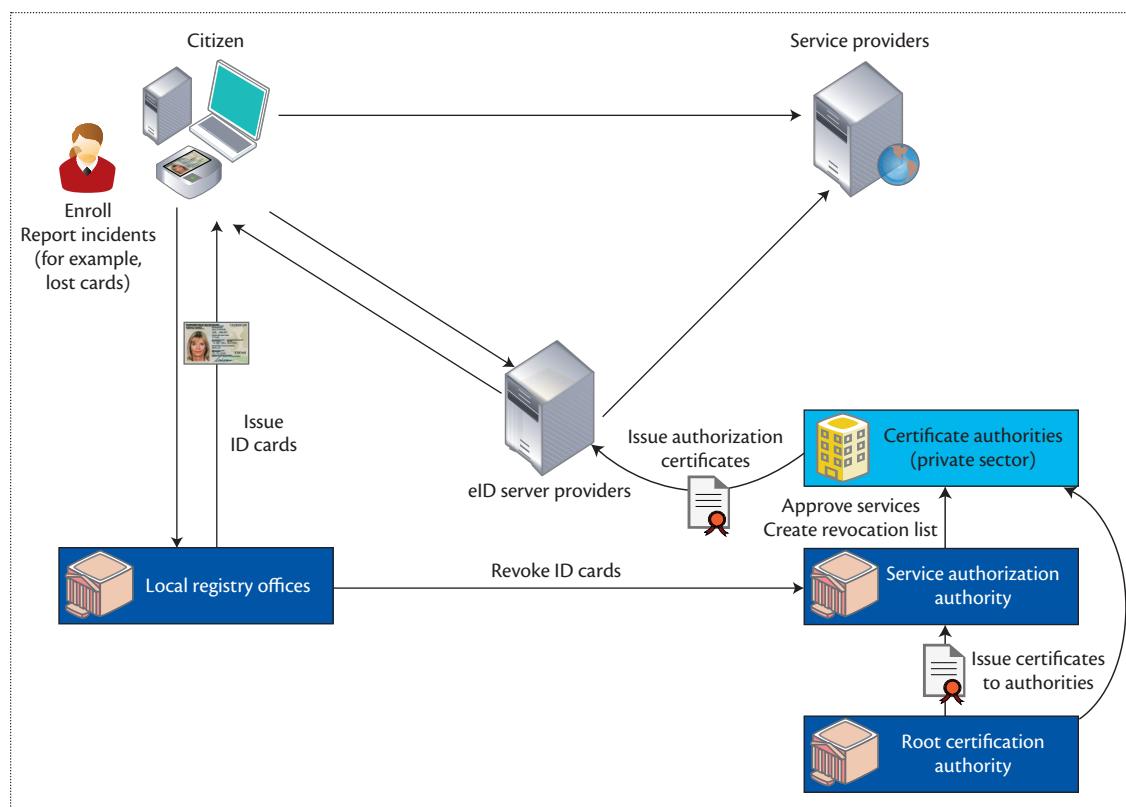 Citizen
Service providers
Enroll
Report incidents
(for example,
lost cards)
Issue
ID cards
eID server providers
Issue authorization
certificates
Certificate authorities
(private sector)
Approve services
Create revocation list
Local registry offices
Revoke ID cards
Service authorization
authority
Issue certificates
to authorities
Root certification
authority